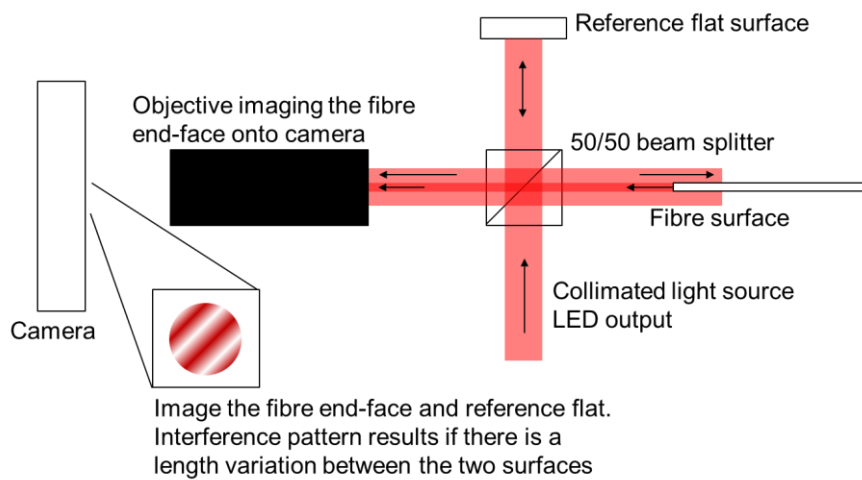 Reference flat surface
Objective imaging the fibre
end-face onto camera
50/50 beam splitter
Fibre surface
Collimated light source
LED output
Camera
Image the fibre end-face and reference flat.
Interference pattern results if there is a
length variation between the two surfaces